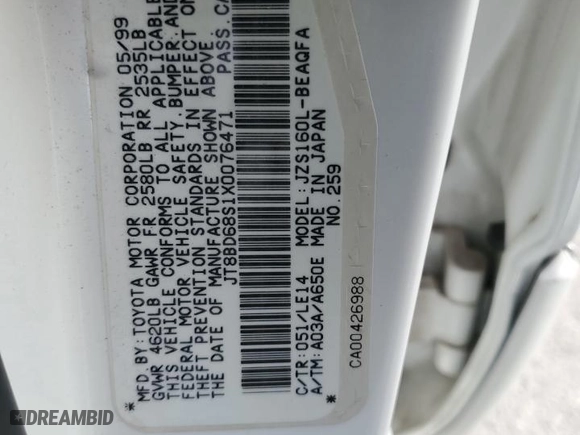 MFD.BY:TOYOTA MOTOR CORPORATION 05/99
GVWR 4620LB GAWR FR 2580LB RR 2535LB
THIS VEHICLE CONFORMS TO ALL APPLICABLE
FEDERAL MOTOR VEHICLE SAFETY,BUMPER,AND
THEFT PREVENTION STANDARDS IN EFFECT ON
THE DATE OF MANUFACTURE SHOWN ABOVE.
JT8BD68S1X0076471 PASS.CA
* *
C/TR:051/LE14 MODEL:JZS160L-BEAQFA
A/TM:A03A/A650E MADE IN JAPAN
NO.259
CA00426988
DREAMBID